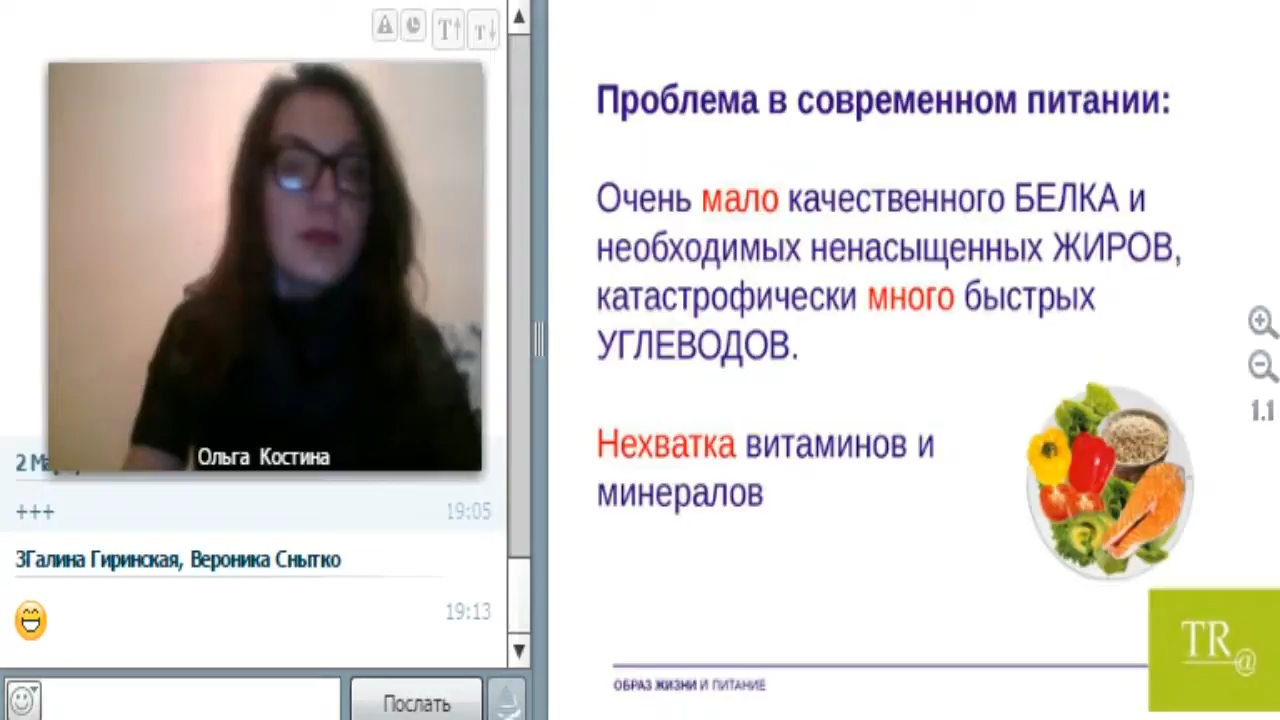 Ольга Костина
+++
19:05
3Галина Гиринская, Вероника Снытко
19:13
Послать
Проблема в современном питании:
Очень мало качественного БЕЛКА и
необходимых ненасыщенных ЖИРОВ,
катастрофически много быстрых
УГЛЕВОДОВ.
Нехватка витаминов и
минералов
1.1
TR@
ОБРАЗ ЖИЗНИ И ПИТАНИЕ